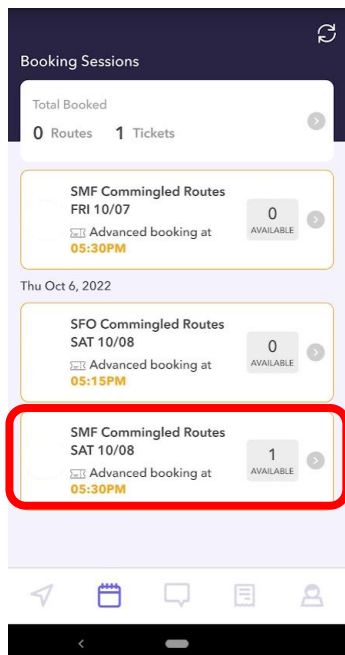 Booking Sessions
Total Booked
0 Routes 1 Tickets
SMF Commingled Routes
FRI 10/07
Advanced booking at
05:30PM
0
AVAILABLE
Thu Oct 6, 2022
SFO Commingled Routes
SAT 10/08
Advanced booking at
05:15PM
0
AVAILABLE
SMF Commingled Routes
SAT 10/08
Advanced booking at
05:30PM
1
AVAILABLE